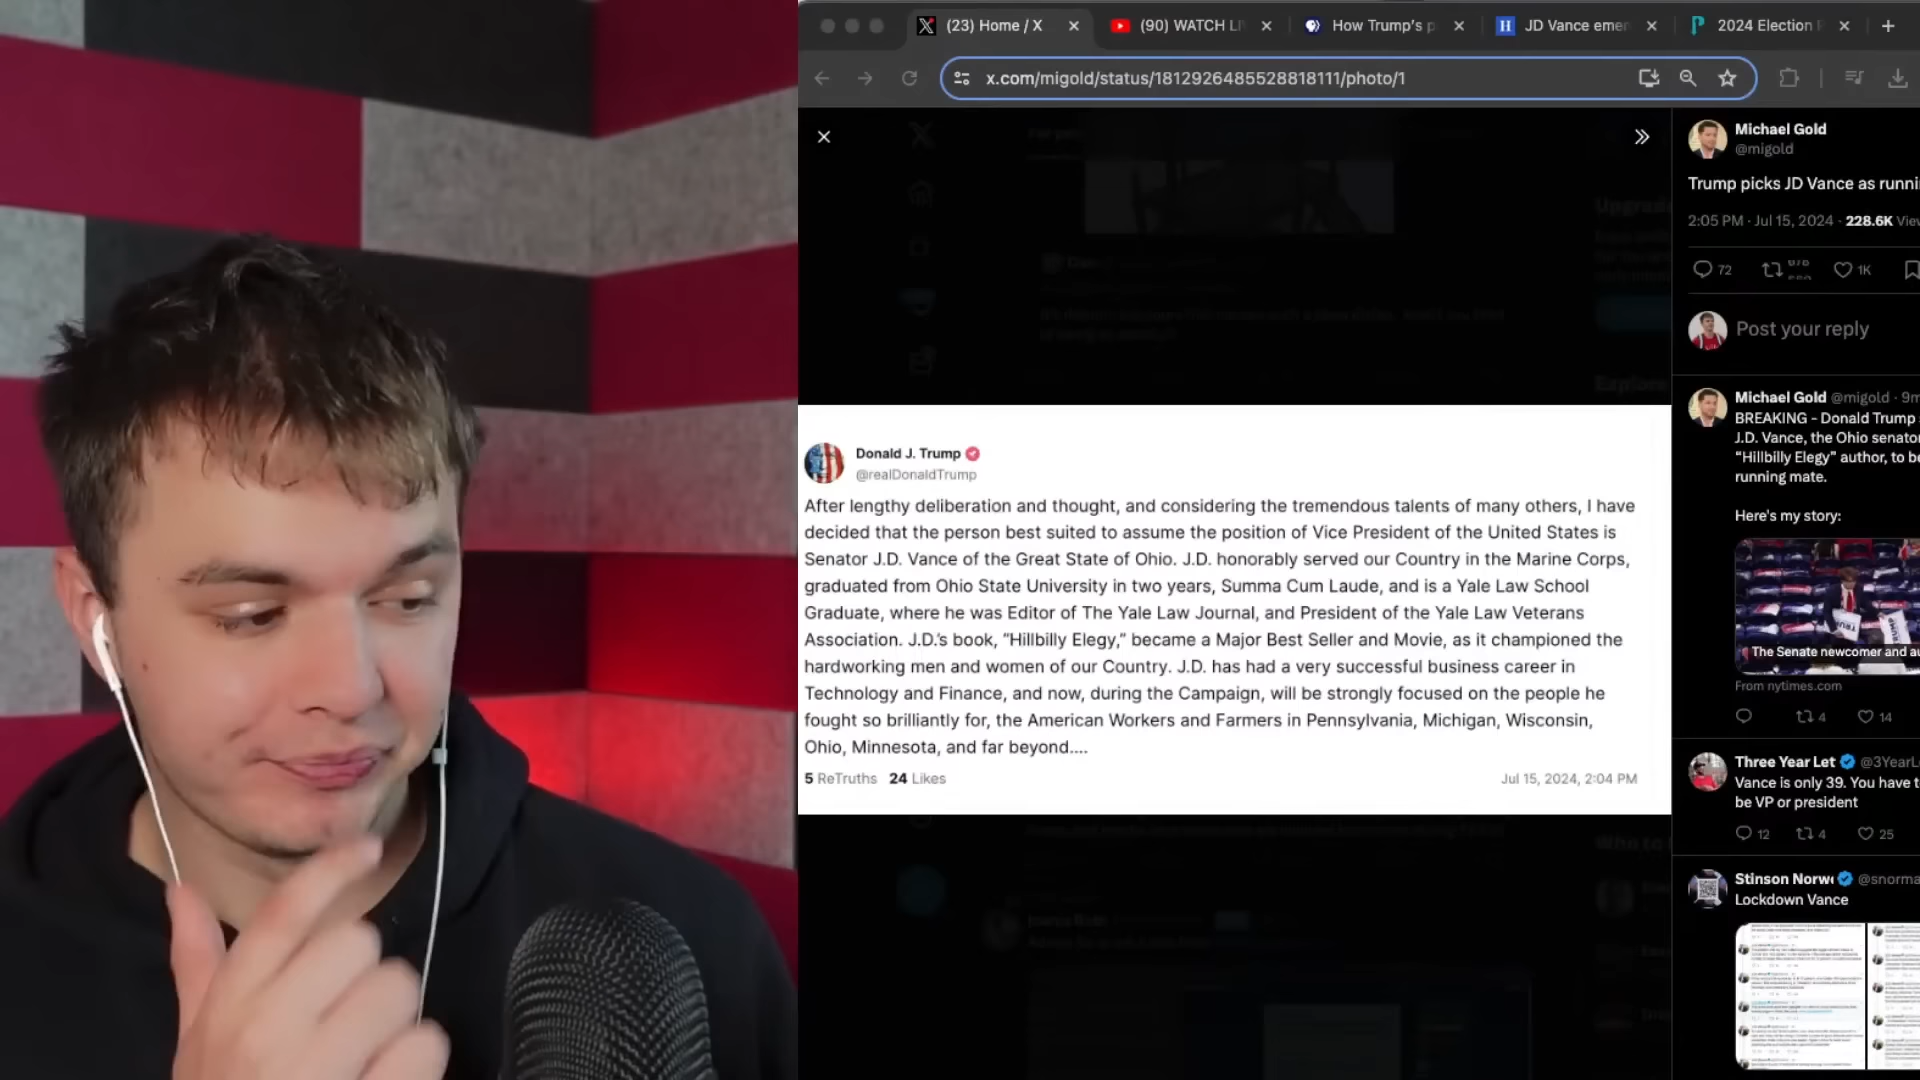 (23) Home / X
(90) WATCH LI
How Trump's p
JD Vance emer
2024 Election
x.com/migold/status/1812926485528818111/photo/1
Michael Gold
@migold
Trump picks JD Vance as runni
2:05 PM · Jul 15, 2024 · 228.6K View
72
1K
Post your reply
Donald J. Trump
@realDonaldTrump
After lengthy deliberation and thought, and considering the tremendous talents of many others, I have
decided that the person best suited to assume the position of Vice President of the United States is
Senator J.D. Vance of the Great State of Ohio. J.D. honorably served our Country in the Marine Corps,
graduated from Ohio State University in two years, Summa Cum Laude, and is a Yale Law School
Graduate, where he was Editor of The Yale Law Journal, and President of the Yale Law Veterans
Association. J.D.'s book, "Hillbilly Elegy," became a Major Best Seller and Movie, as it championed the
hardworking men and women of our Country. J.D. has had a very successful business career in
Technology and Finance, and now, during the Campaign, will be strongly focused on the people he
fought so brilliantly for, the American Workers and Farmers in Pennsylvania, Michigan, Wisconsin,
Ohio, Minnesota, and far beyond....
5 ReTruths 24 Likes
Jul 15, 2024, 2:04 PM
Michael Gold @migold · 9m
BREAKING - Donald Trump
J.D. Vance, the Ohio senator
"Hillbilly Elegy" author, to be
running mate.
Here's my story:
TRUMP
The Senate newcomer and au
From nytimes.com
4
14
Three Year Let @3YearL
Vance is only 39. You have t
be VP or president
12
4
25
Stinson Norw @snorma
Lockdown Vance